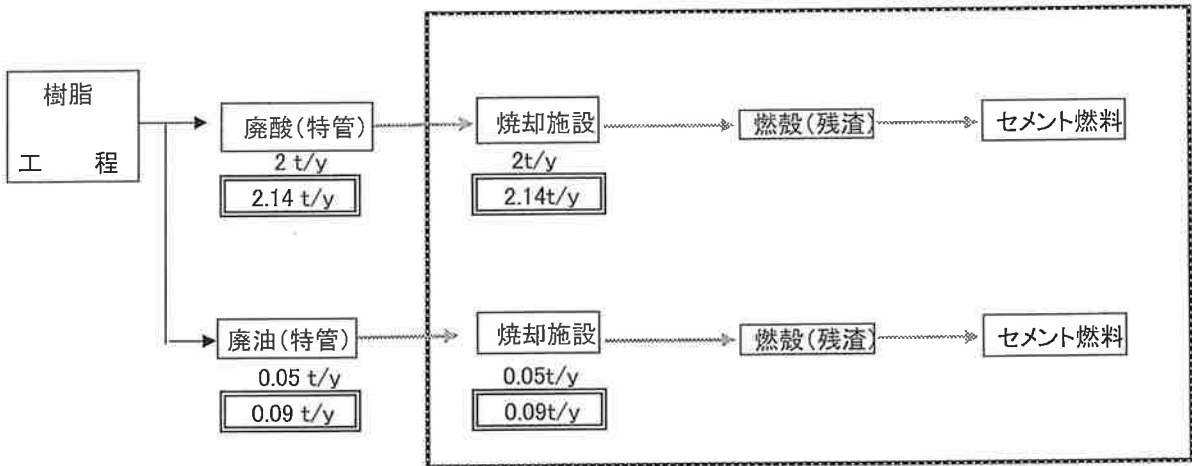 樹脂
工　程
廃酸(特管)
2 t/y
2.14 t/y
焼却施設
2t/y
2.14t/y
燃殻(残渣)
セメント燃料
廃油(特管)
0.05 t/y
0.09 t/y
焼却施設
0.05t/y
0.09t/y
燃殻(残渣)
セメント燃料